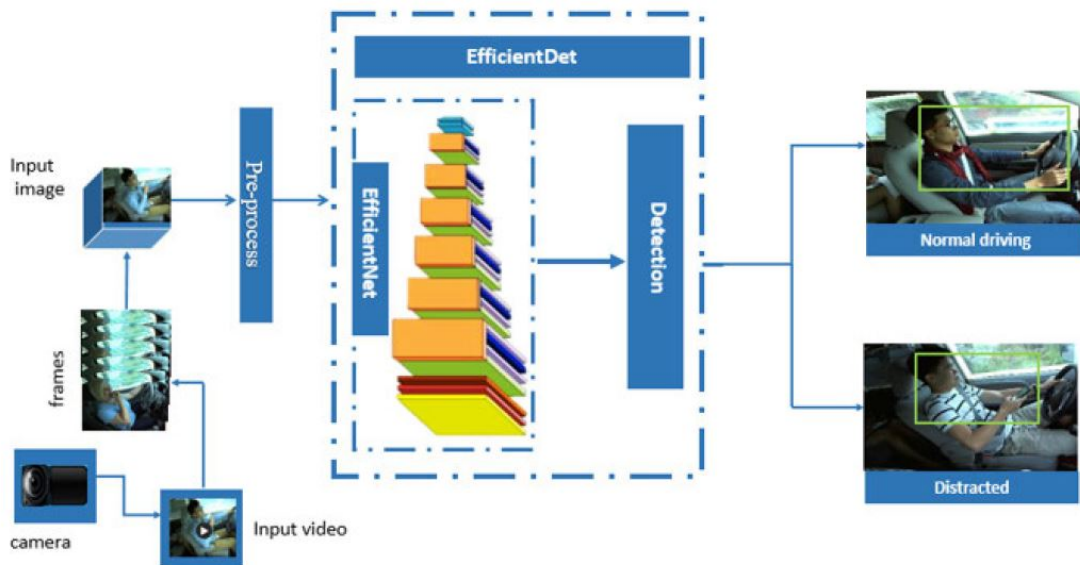 EfficientDet
Input
image
Pre-process
EfficientNet
Detection
Normal driving
frames
Distracted
camera
Input video